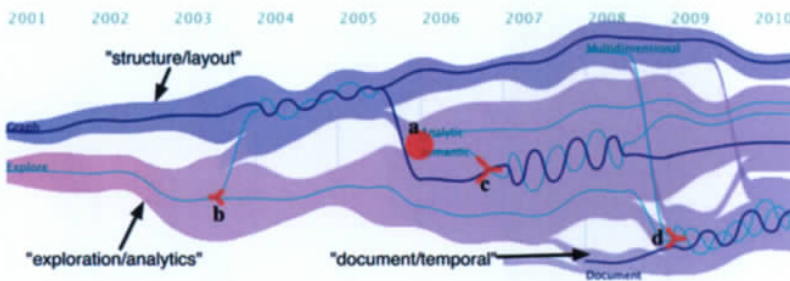 2001 2002 2003 2004 2005 2006 2007 2008 2009 2010
"structure/layout"
Multidimentional
Graph
a
Analytic
Semantic
Explore
c
b
d
"exploration/analytics"
"document/temporal"
Document